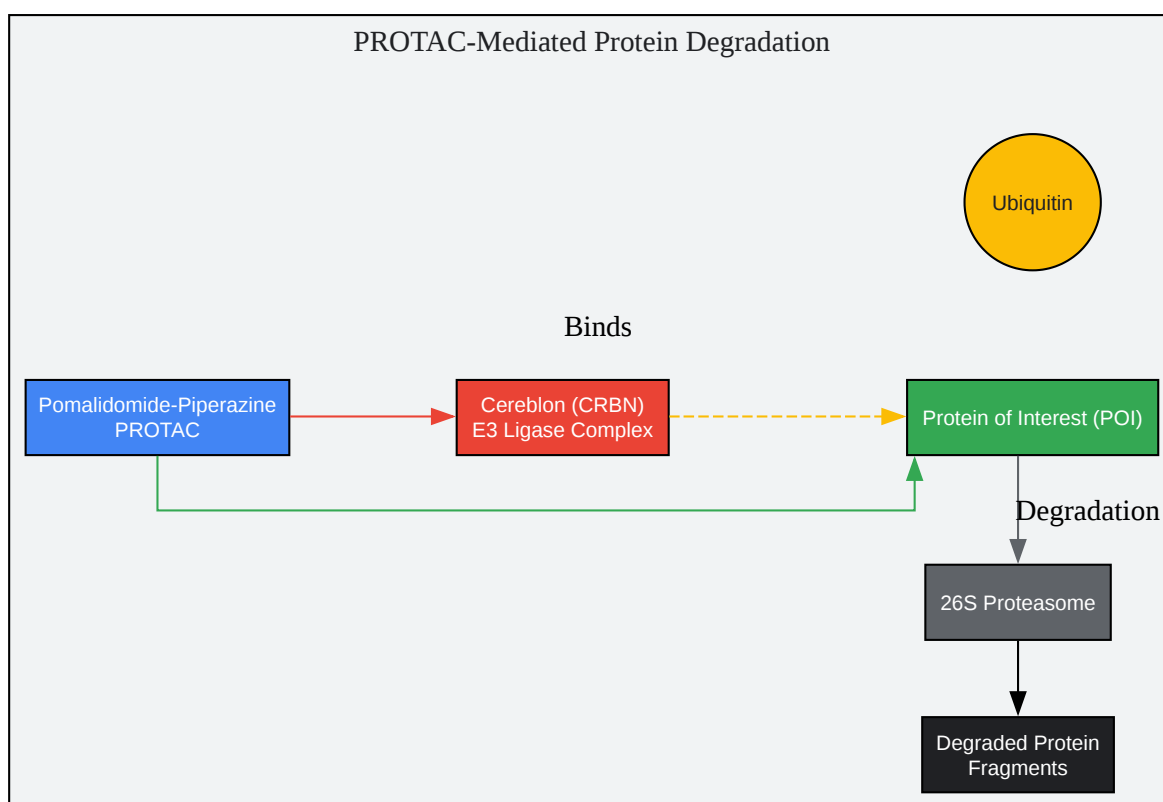 PROTAC-Mediated Protein Degradation
Ubiquitin
Binds
Pomalidomide-Piperazine
PROTAC
Cereblon (CRBN)
E3 Ligase Complex
Protein of Interest (POI)
Degradation
26S Proteasome
Degraded Protein
Fragments